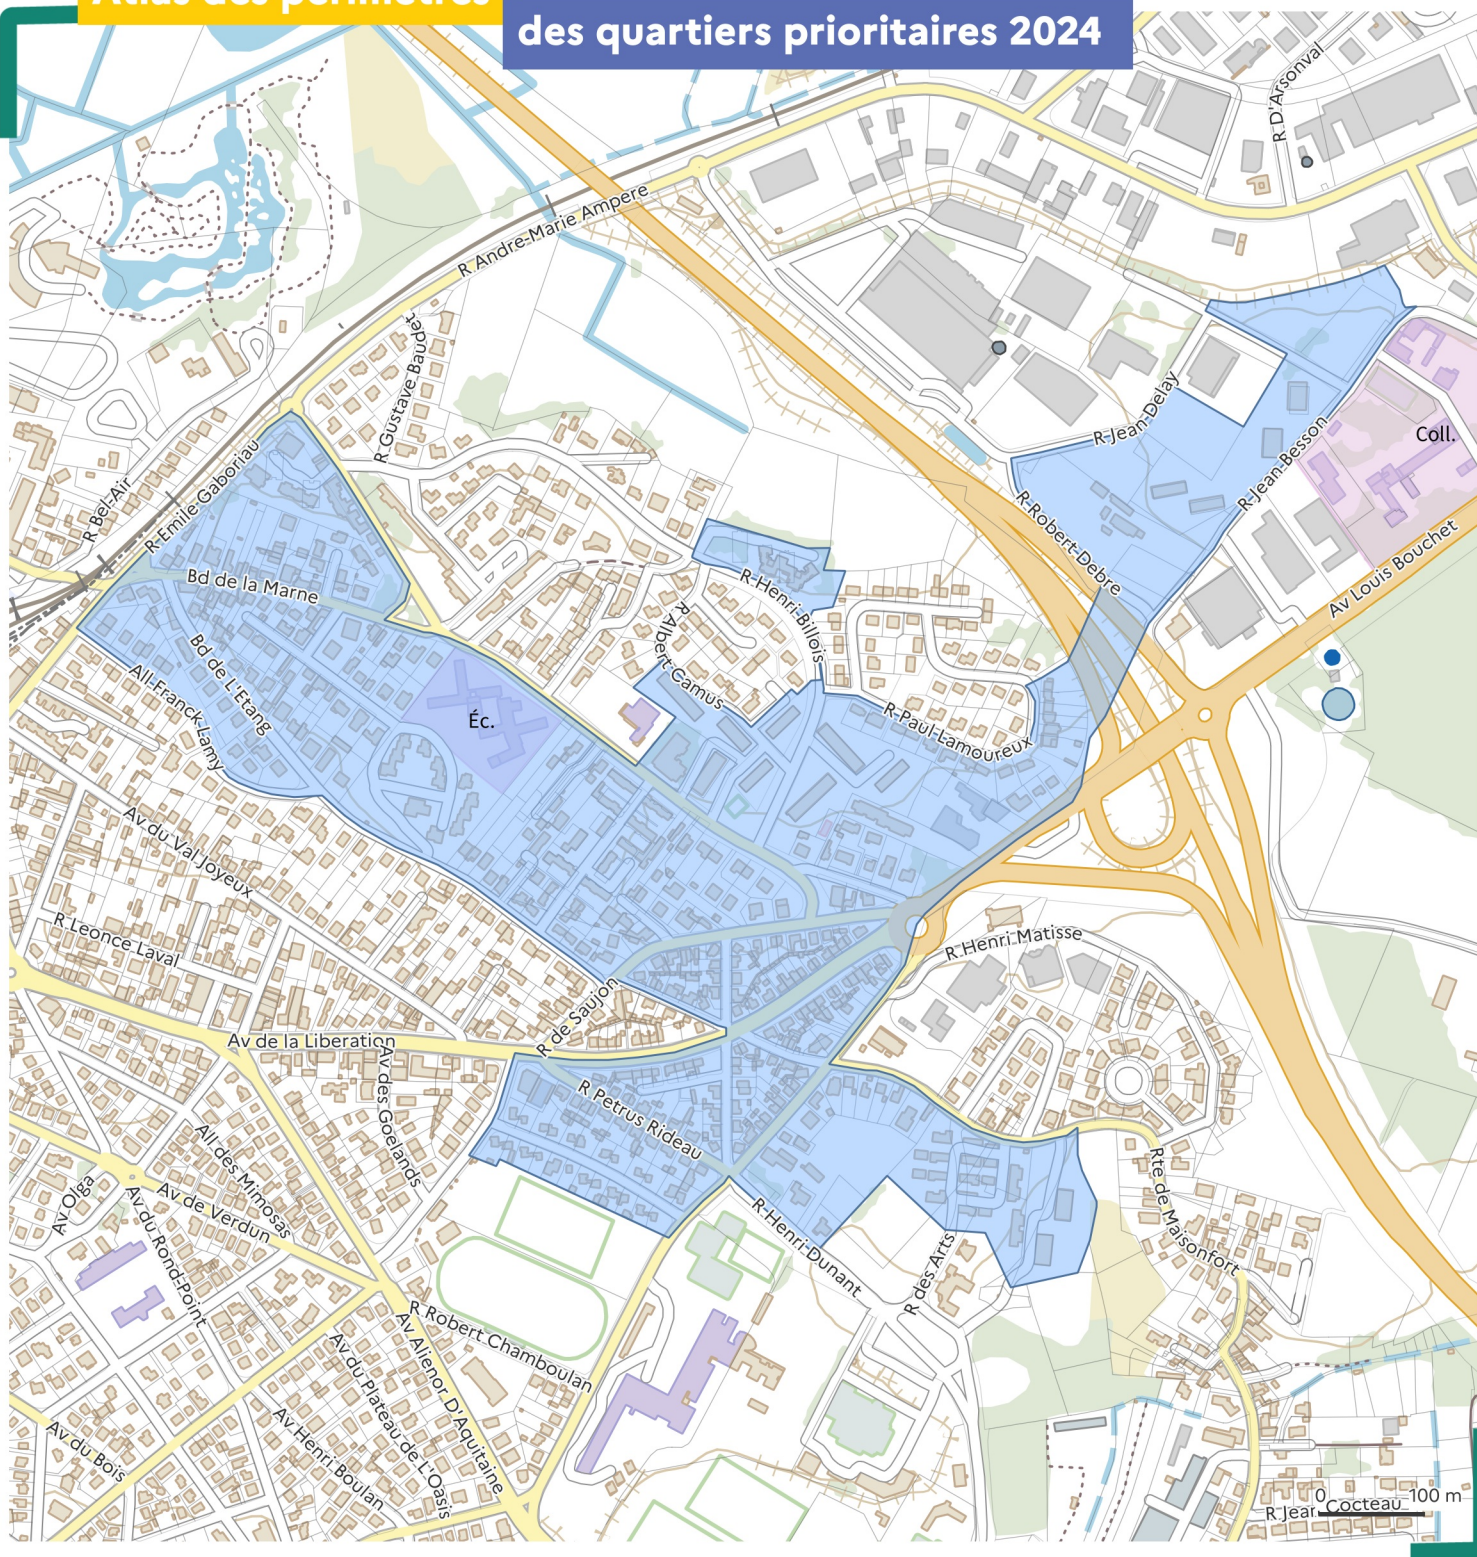 Atlas des périmètres
des quartiers prioritaires 2024
R D'Arsonval
R Andre-Marie Ampere
R Gustave Baudet
R Jean-Delay
Coll.
R Jean-Besson
R Bel-Air
R Emile Gaboriau
R Robert-Debre
Av Louis Bouchet
Bd de la Marne
R Henri-Billois
R Albert Camus
Bd de L'Etang
All Franck Lamy
Éc.
R Paul-Lamoureux
Av du Val Joyeux
R Leonce Laval
R Henri Matisse
R de Saujon
Av de la Liberation
Av des Goelands
R Petrus Rideau
All des Mimosas
Av Olga
Av de Verdun
Av du Rond-Point
R Henri Dunant
R des Arts
Rte de Maisonfort
R Robert Chamboulan
Av Alienor D'Aquitaine
Av du Plateau de L'Oasis
Av Henri Boulan
Av du Bois
0 100 m
R Jean Cocteau